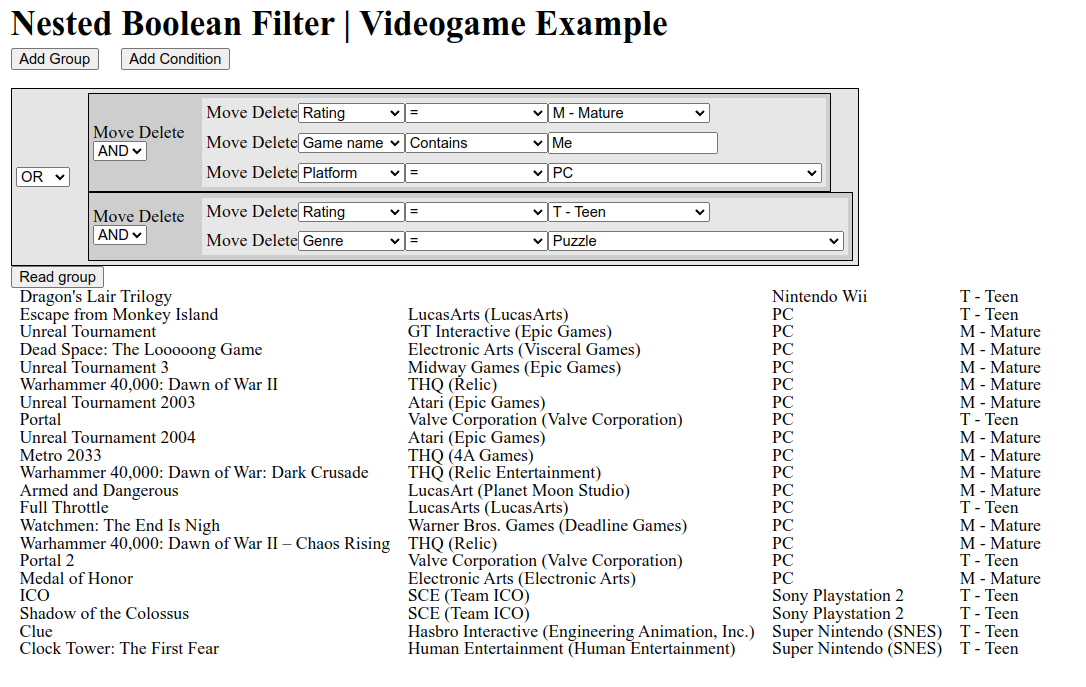 Nested Boolean Filter | Videogame Example
Add Group Add Condition
Move Delete Rating = M - Mature
Move Delete
AND
Move Delete Game name Contains Me
Move Delete Platform = PC
OR
Move Delete Rating = T - Teen
Move Delete
AND
Move Delete Genre = Puzzle
Read group
Dragon's Lair Trilogy Nintendo Wii T - Teen
Escape from Monkey Island LucasArts (LucasArts) PC T - Teen
Unreal Tournament GT Interactive (Epic Games) PC M - Mature
Dead Space: The Looooong Game Electronic Arts (Visceral Games) PC M - Mature
Unreal Tournament 3 Midway Games (Epic Games) PC M - Mature
Warhammer 40,000: Dawn of War II THQ (Relic) PC M - Mature
Unreal Tournament 2003 Atari (Epic Games) PC M - Mature
Portal Valve Corporation (Valve Corporation) PC T - Teen
Unreal Tournament 2004 Atari (Epic Games) PC M - Mature
Metro 2033 THQ (4A Games) PC M - Mature
Warhammer 40,000: Dawn of War: Dark Crusade THQ (Relic Entertainment) PC M - Mature
Armed and Dangerous LucasArt (Planet Moon Studio) PC M - Mature
Full Throttle LucasArts (LucasArts) PC T - Teen
Watchmen: The End Is Nigh Warner Bros. Games (Deadline Games) PC M - Mature
Warhammer 40,000: Dawn of War II – Chaos Rising THQ (Relic) PC M - Mature
Portal 2 Valve Corporation (Valve Corporation) PC T - Teen
Medal of Honor Electronic Arts (Electronic Arts) PC M - Mature
ICO SCE (Team ICO) Sony Playstation 2 T - Teen
Shadow of the Colossus SCE (Team ICO) Sony Playstation 2 T - Teen
Clue Hasbro Interactive (Engineering Animation, Inc.) Super Nintendo (SNES) T - Teen
Clock Tower: The First Fear Human Entertainment (Human Entertainment) Super Nintendo (SNES) T - Teen